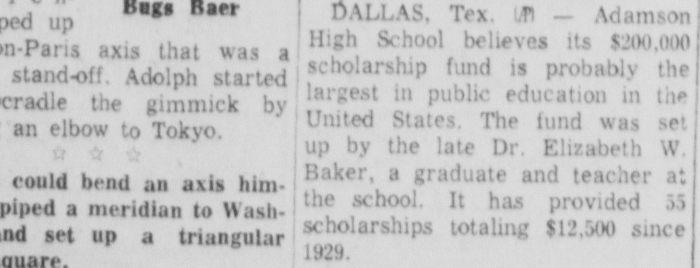 Bugs Baer
ped up
n-Paris axis that was a
stand-off. Adolph started
cradle the gimmick by
an elbow to Tokyo.
☆ ☆ ☆
could bend an axis him-
piped a meridian to Wash-
and set up a triangular
quare.
DALLAS, Tex. (AP) — Adamson
High School believes its $200,000
scholarship fund is probably the
largest in public education in the
United States. The fund was set
up by the late Dr. Elizabeth W.
Baker, a graduate and teacher at
the school. It has provided 55
scholarships totaling $12,500 since
1929.